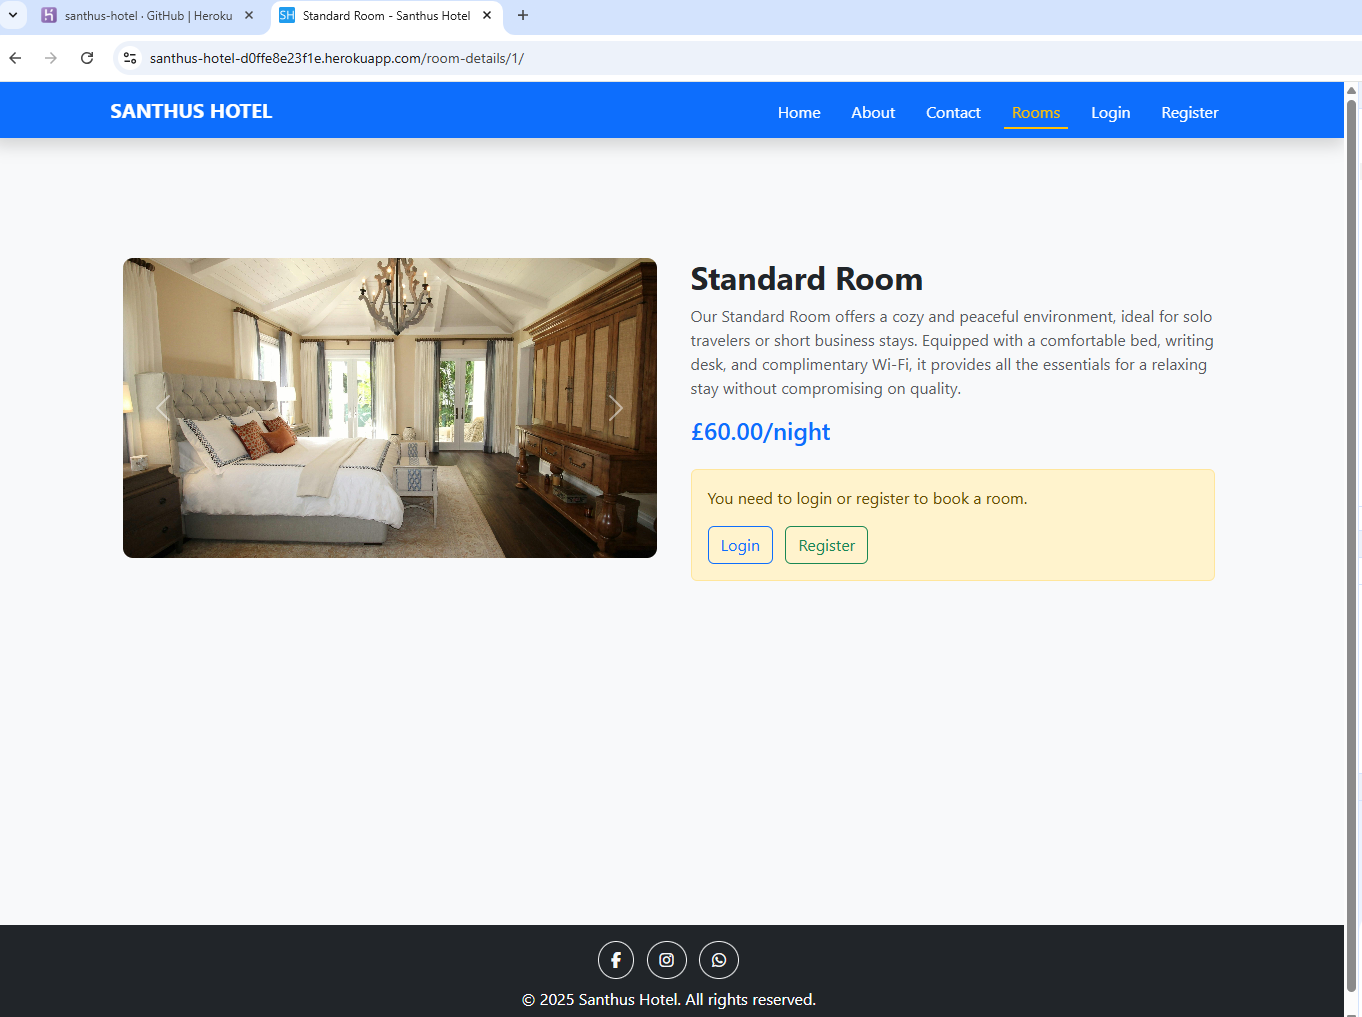 santhus-hotel · GitHub | Heroku
SH Standard Room - Santhus Hotel
santhus-hotel-d0ffe8e23f1e.herokuapp.com/room-details/1/
SANTHUS HOTEL
Home About Contact Rooms Login Register
Standard Room
Our Standard Room offers a cozy and peaceful environment, ideal for solo
travelers or short business stays. Equipped with a comfortable bed, writing
desk, and complimentary Wi-Fi, it provides all the essentials for a relaxing
stay without compromising on quality.
£60.00/night
You need to login or register to book a room.
Login Register
© 2025 Santhus Hotel. All rights reserved.